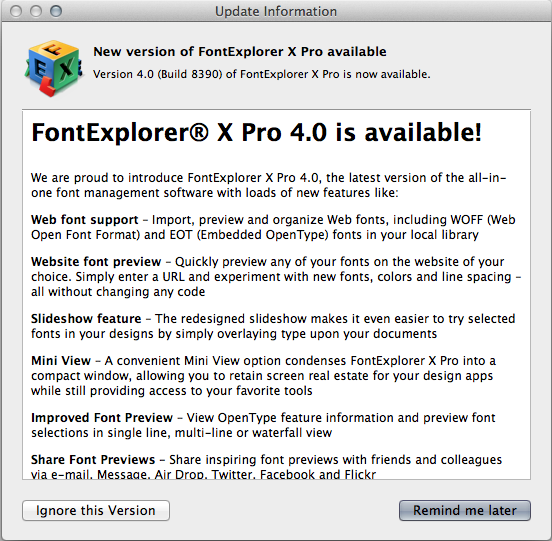 Update Information
New version of FontExplorer X Pro available
Version 4.0 (Build 8390) of FontExplorer X Pro is now available.
FontExplorer® X Pro 4.0 is available!
We are proud to introduce FontExplorer X Pro 4.0, the latest version of the all-in-
one font management software with loads of new features like:
Web font support – Import, preview and organize Web fonts, including WOFF (Web
Open Font Format) and EOT (Embedded OpenType) fonts in your local library
Website font preview – Quickly preview any of your fonts on the website of your
choice. Simply enter a URL and experiment with new fonts, colors and line spacing –
all without changing any code
Slideshow feature – The redesigned slideshow makes it even easier to try selected
fonts in your designs by simply overlaying type upon your documents
Mini View – A convenient Mini View option condenses FontExplorer X Pro into a
compact window, allowing you to retain screen real estate for your design apps
while still providing access to your favorite tools
Improved Font Preview – View OpenType feature information and preview font
selections in single line, multi-line or waterfall view
Share Font Previews – Share inspiring font previews with friends and colleagues
via e-mail, Message, Air Drop, Twitter, Facebook and Flickr
Ignore this Version
Remind me later